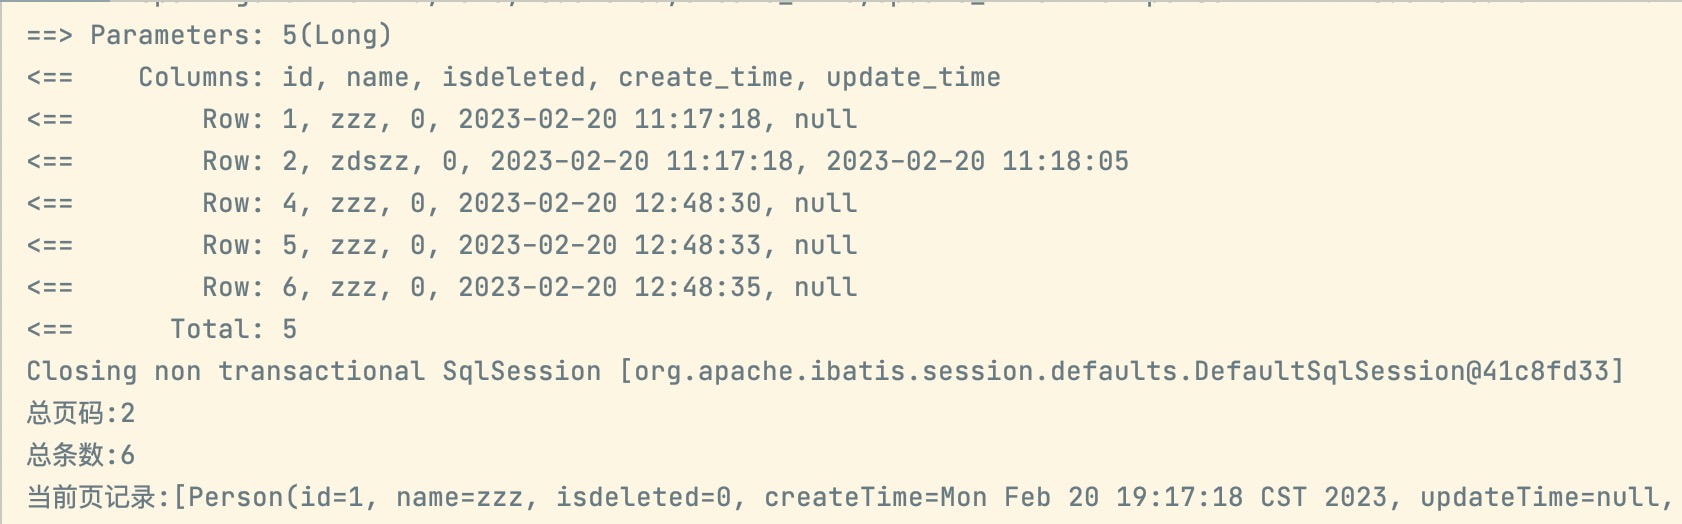 ==> Parameters: 5(Long)
<==    Columns: id, name, isdeleted, create_time, update_time
<==        Row: 1, zzz, 0, 2023-02-20 11:17:18, null
<==        Row: 2, zdszz, 0, 2023-02-20 11:17:18, 2023-02-20 11:18:05
<==        Row: 4, zzz, 0, 2023-02-20 12:48:30, null
<==        Row: 5, zzz, 0, 2023-02-20 12:48:33, null
<==        Row: 6, zzz, 0, 2023-02-20 12:48:35, null
<==      Total: 5
Closing non transactional SqlSession [org.apache.ibatis.session.defaults.DefaultSqlSession@41c8fd33]
总页码:2
总条数:6
当前页记录:[Person(id=1, name=zzz, isdeleted=0, createTime=Mon Feb 20 19:17:18 CST 2023, updateTime=null,